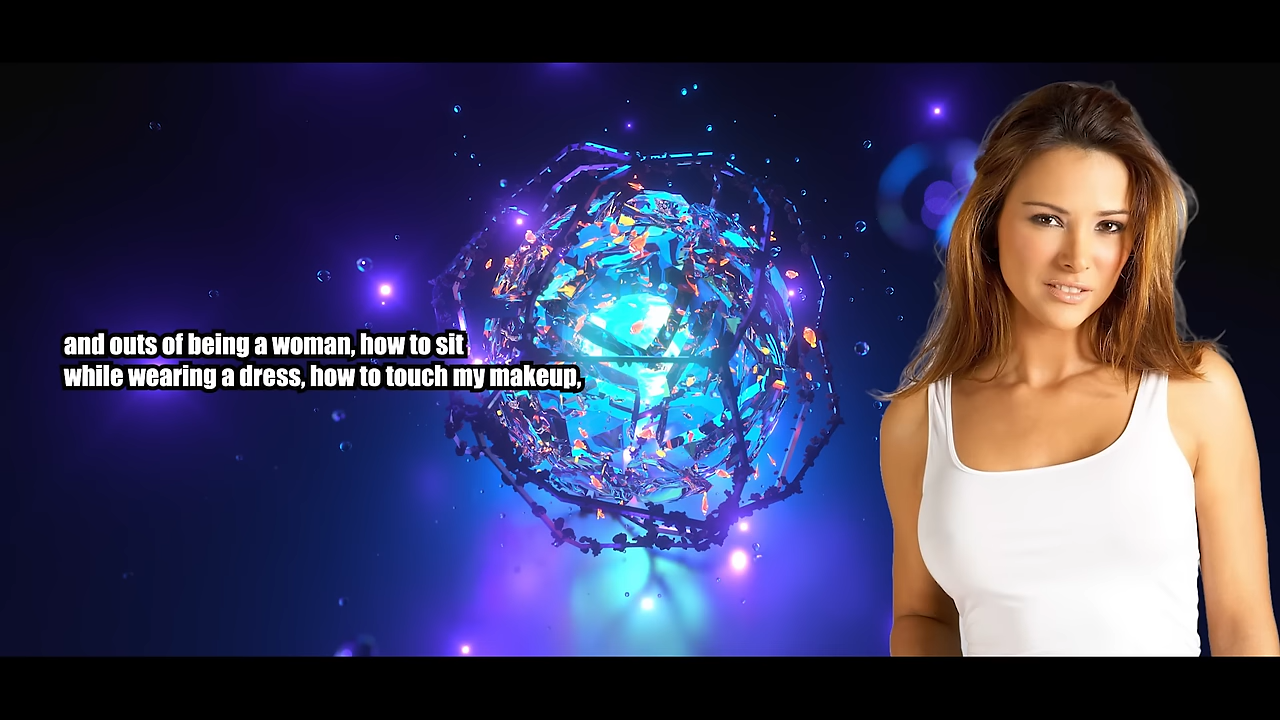 and outs of being a woman, how to sit
while wearing a dress, how to touch my makeup,